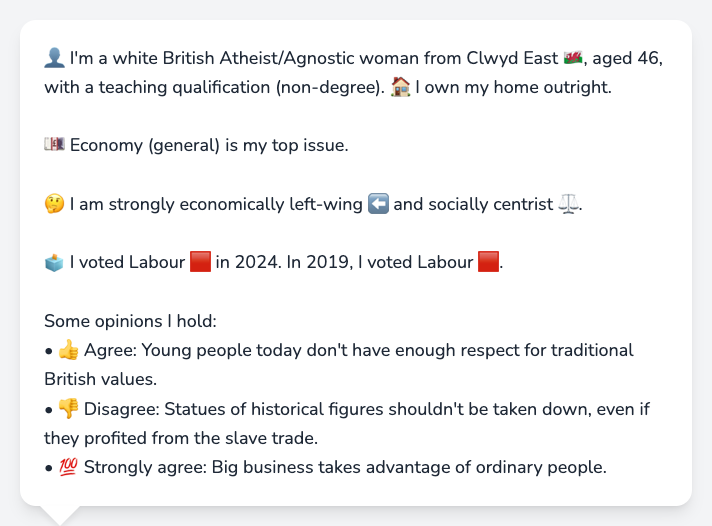 👤 I'm a white British Atheist/Agnostic woman from Clwyd East 🏴󠁧󠁢󠁷󠁬󠁳󠁿, aged 46,
with a teaching qualification (non-degree). 🏠 I own my home outright.
💷 Economy (general) is my top issue.
🤔 I am strongly economically left-wing ⬅️ and socially centrist ⚖️.
🗳️ I voted Labour 🟥 in 2024. In 2019, I voted Labour 🟥.
Some opinions I hold:
• 👍 Agree: Young people today don't have enough respect for traditional
British values.
• 👎 Disagree: Statues of historical figures shouldn't be taken down, even if
they profited from the slave trade.
• 💯 Strongly agree: Big business takes advantage of ordinary people.